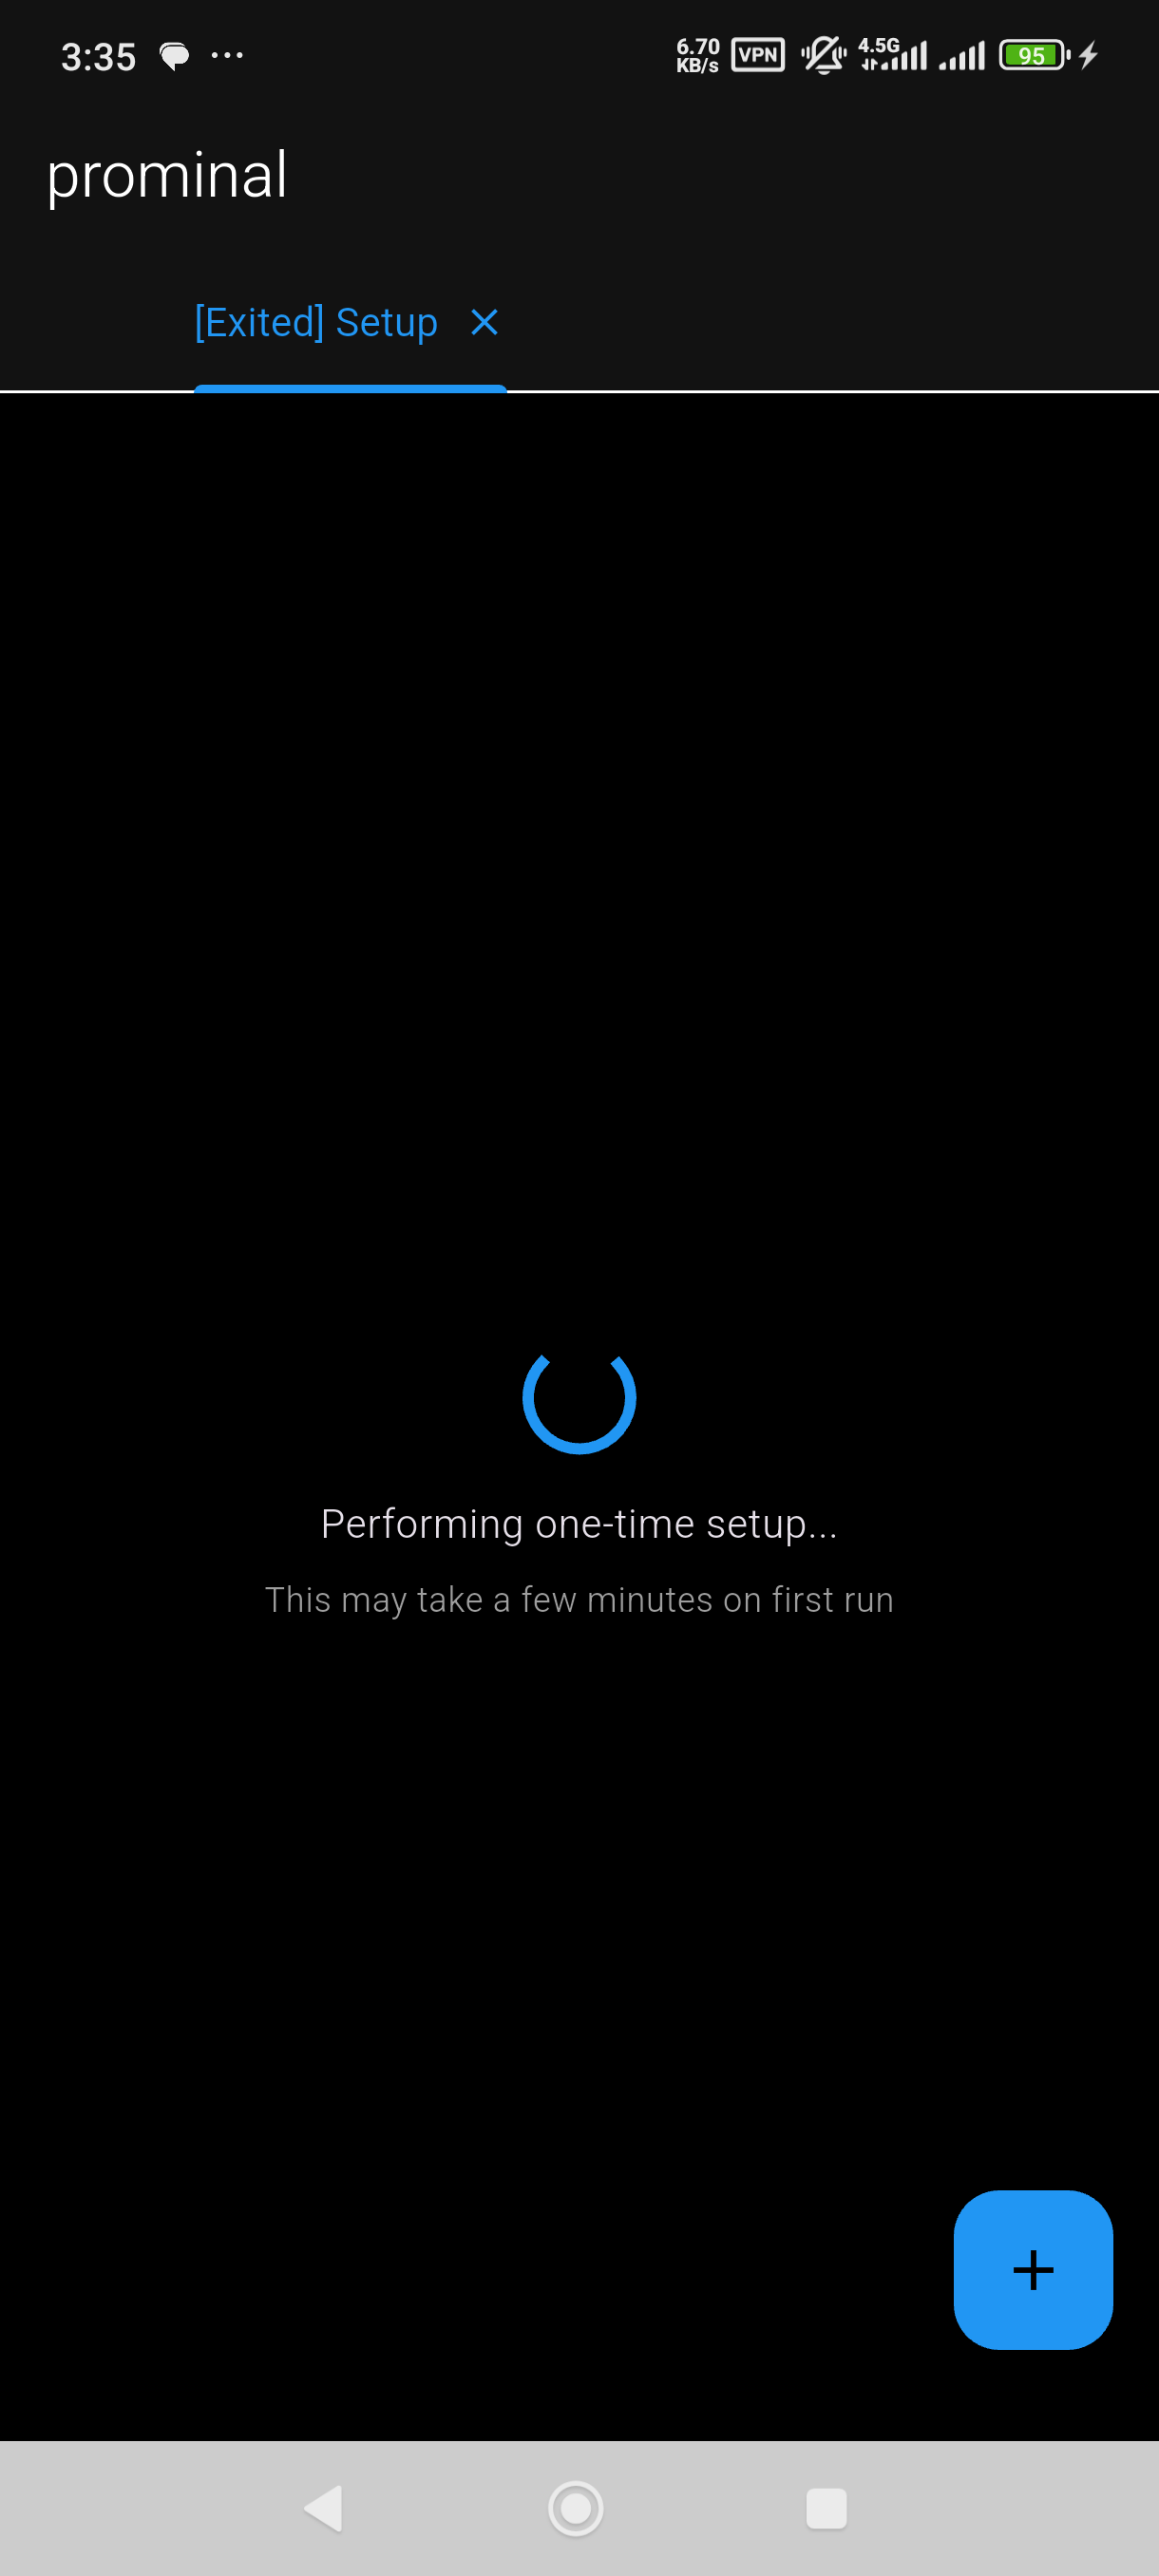 3:35 ... 6.70 KB/s VPN 4.5G 95
prominal
[Exited] Setup
Performing one-time setup...
This may take a few minutes on first run